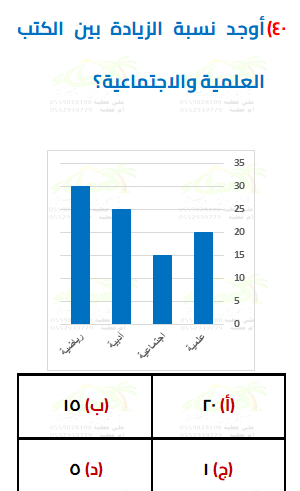 ٤٠) أوجد نسبة الزيادة بين الكتب
العلمية والاجتماعية؟
35
30
25
20
15
10
5
0
علمية
اجتماعية
أدبية
رياضية
(أ) ٢٠
(ب) ١٥
(ج) ١
(د) ٥